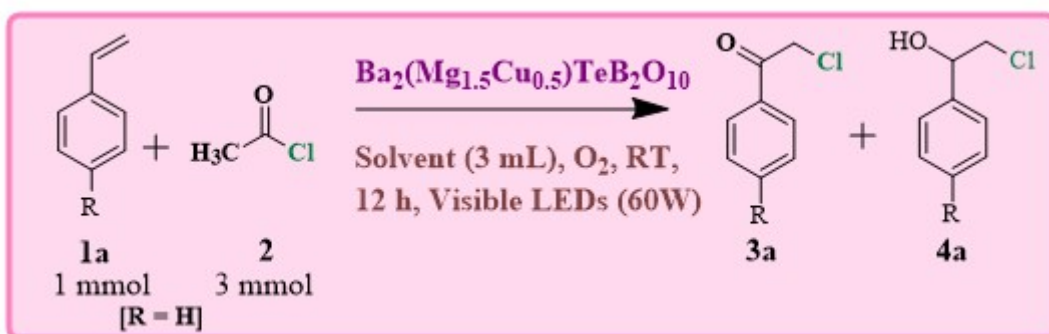 O
Cl
HO
Cl
Ba₂(Mg₁.₅Cu₀.₅)TeB₂O₁₀
+
O
H₃C
Cl
+
Solvent (3 mL), O₂, RT,
12 h, Visible LEDs (60W)
R
R
R
1a
2
3a
4a
1 mmol
3 mmol
[R = H]